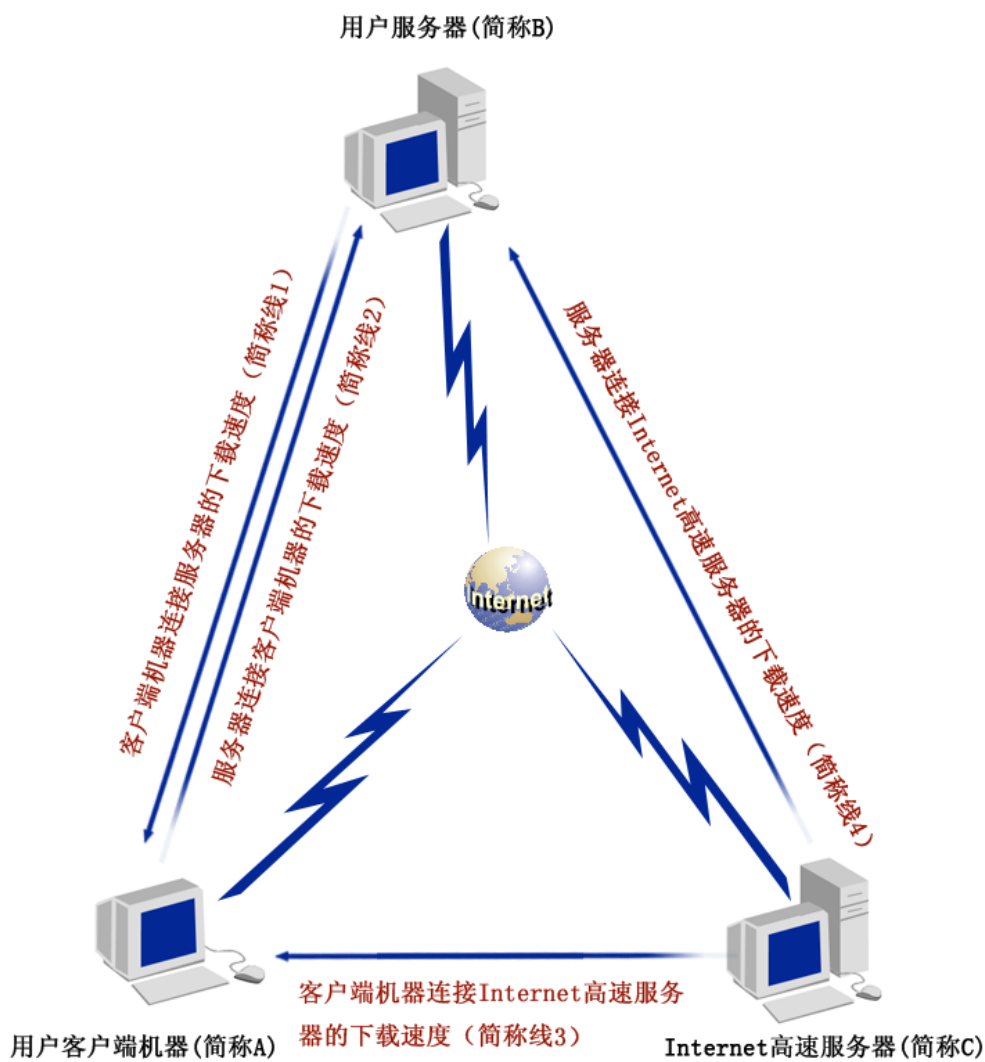 用户服务器(简称B)
客户端机器连接服务器的下载速度（简称线1）
服务器连接客户端机器的下载速度（简称线2）
服务器连接Internet高速服务器的下载速度（简称线4）
Internet
客户端机器连接Internet高速服务
器的下载速度（简称线3）
用户客户端机器(简称A)
Internet高速服务器(简称C)